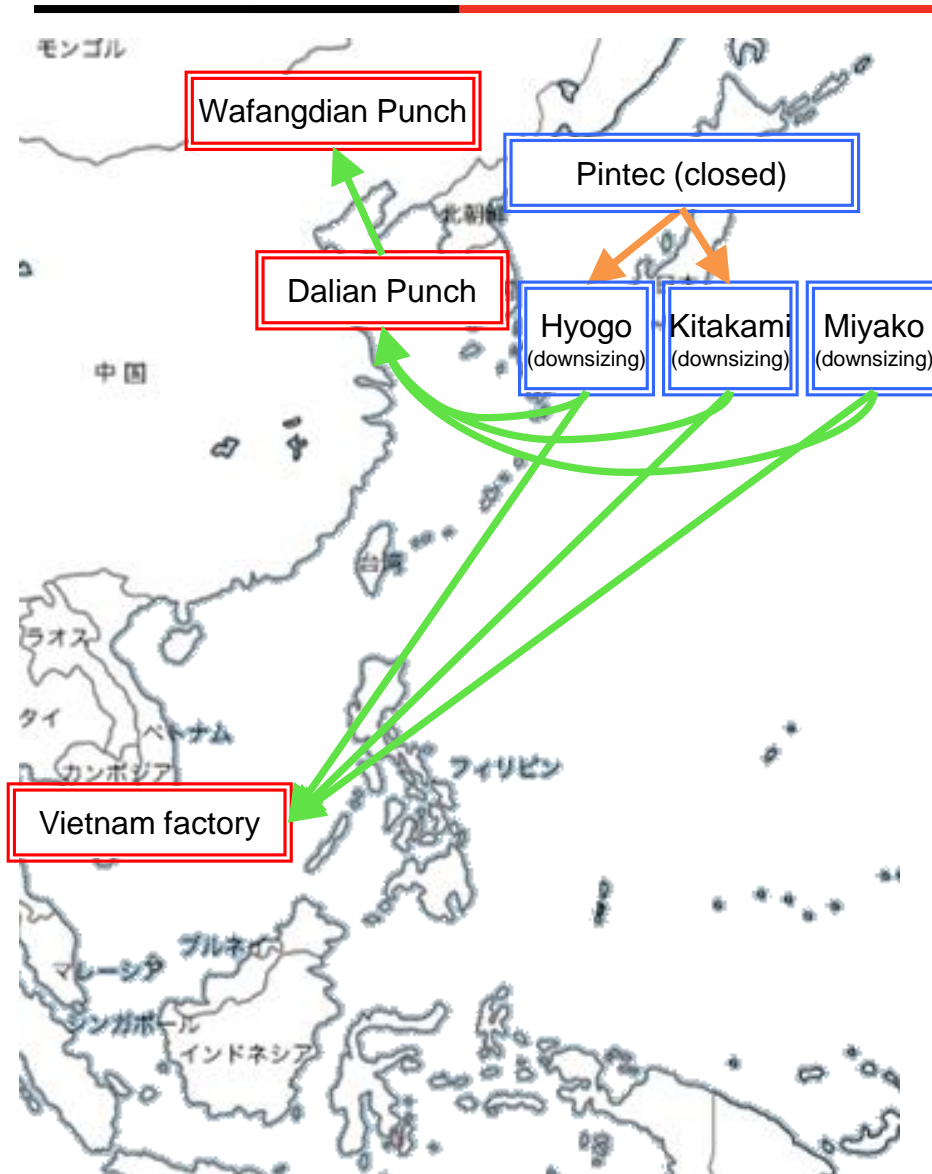 モンゴル
Wafangdian Punch
Pintec (closed)
北朝鮮
Dalian Punch
Hyogo
(downsizing)
Kitakami
(downsizing)
Miyako
(downsizing)
中国
台湾
ラオス
タイ
ベトナム
カンボジア
フィリピン
Vietnam factory
ブルネイ
マレーシア
シンガポール
インドネシア